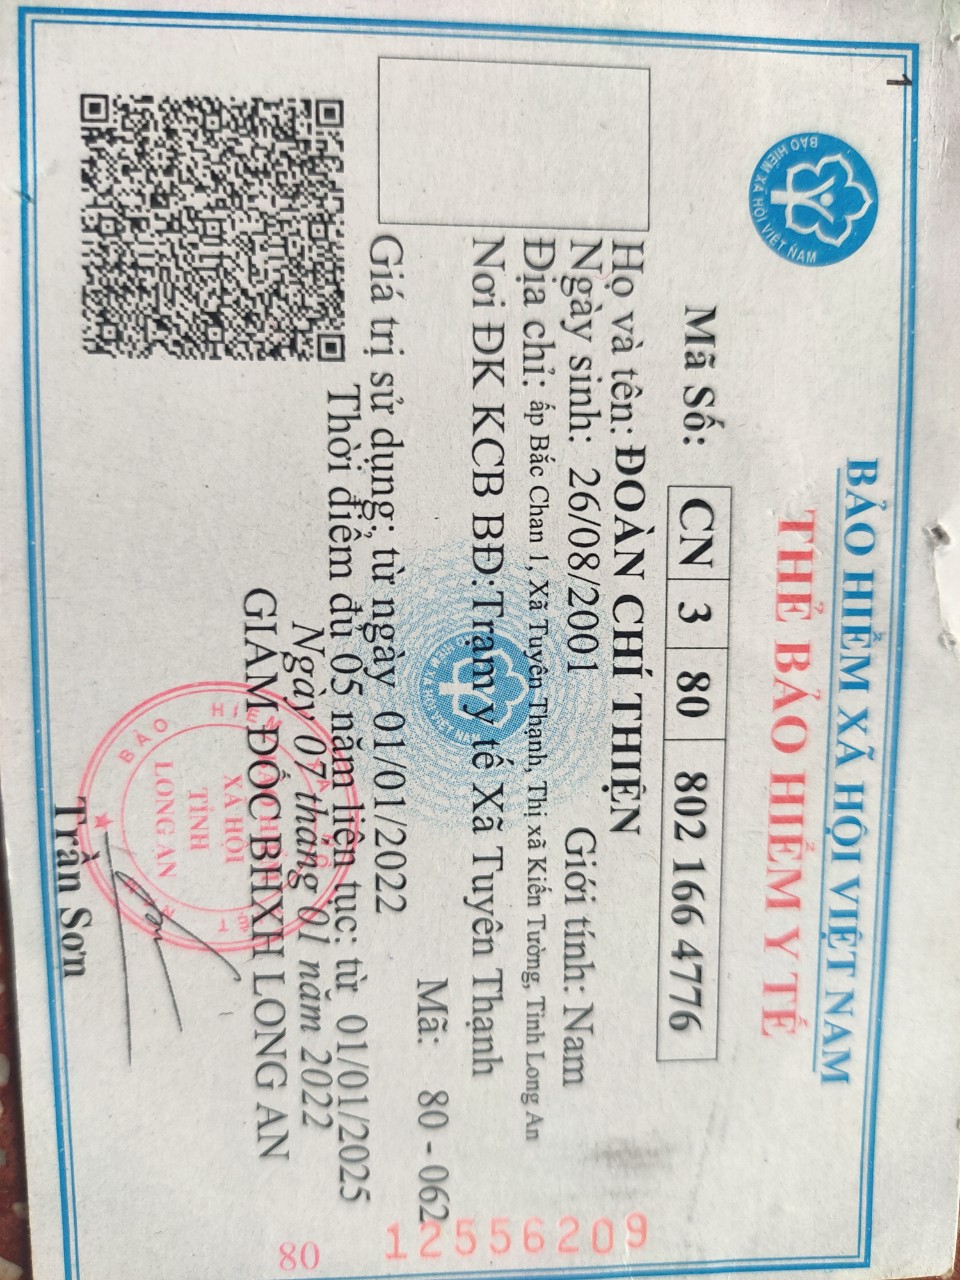 1
BẢO HIỂM XÃ HỘI VIỆT NAM
BẢO HIỂM XÃ HỘI VIỆT NAM
THẺ BẢO HIỂM Y TẾ
Mã Số: CN 3 80 802 166 4776
Họ và tên: ĐOÀN CHÍ THIỆN
Ngày sinh: 26/08/2001 Giới tính: Nam
Địa chỉ: ấp Bắc Chan 1, Xã Tuyên Thạnh, Thị xã Kiến Tường, Tỉnh Long An
Nơi ĐK KCB BĐ: Trạm y tế Xã Tuyên Thạnh
Mã: 80 - 062
Giá trị sử dụng: từ ngày 01/01/2022
Thời điểm đủ 05 năm liên tục: từ 01/01/2025
Ngày 07 tháng 01 năm 2022
GIÁM ĐỐC BHXH LONG AN
BẢO HIỂM
XÃ HỘI
TỈNH
LONG AN
Trần Sơn
12556209
80